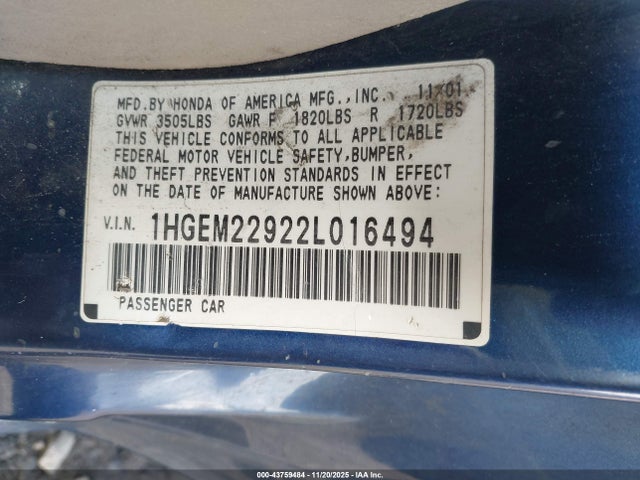 MFD.BY HONDA OF AMERICA MFG.,INC. 11/01
GVWR 3505LBS GAWR F 1820LBS R 1720LBS
THIS VEHICLE CONFORMS TO ALL APPLICABLE
FEDERAL MOTOR VEHICLE SAFETY,BUMPER,
AND THEFT PREVENTION STANDARDS IN EFFECT
ON THE DATE OF MANUFACTURE SHOWN ABOVE:
V.I.N. 1HGEM22922L016494
PASSENGER CAR
000-43759484 | 11/20/2025 | IAA Inc.